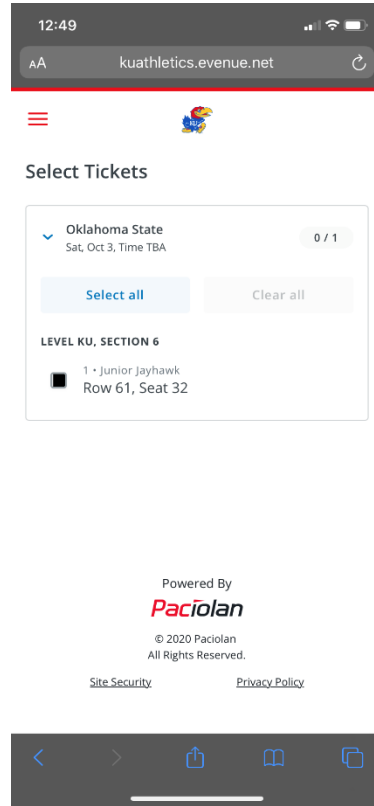 12:49
AA kuathletics.evenue.net
KU
Select Tickets
Oklahoma State
Sat, Oct 3, Time TBA
0 / 1
Select all Clear all
LEVEL KU, SECTION 6
1 • Junior Jayhawk
Row 61, Seat 32
Powered By
Paciolan
© 2020 Paciolan
All Rights Reserved.
Site Security Privacy Policy